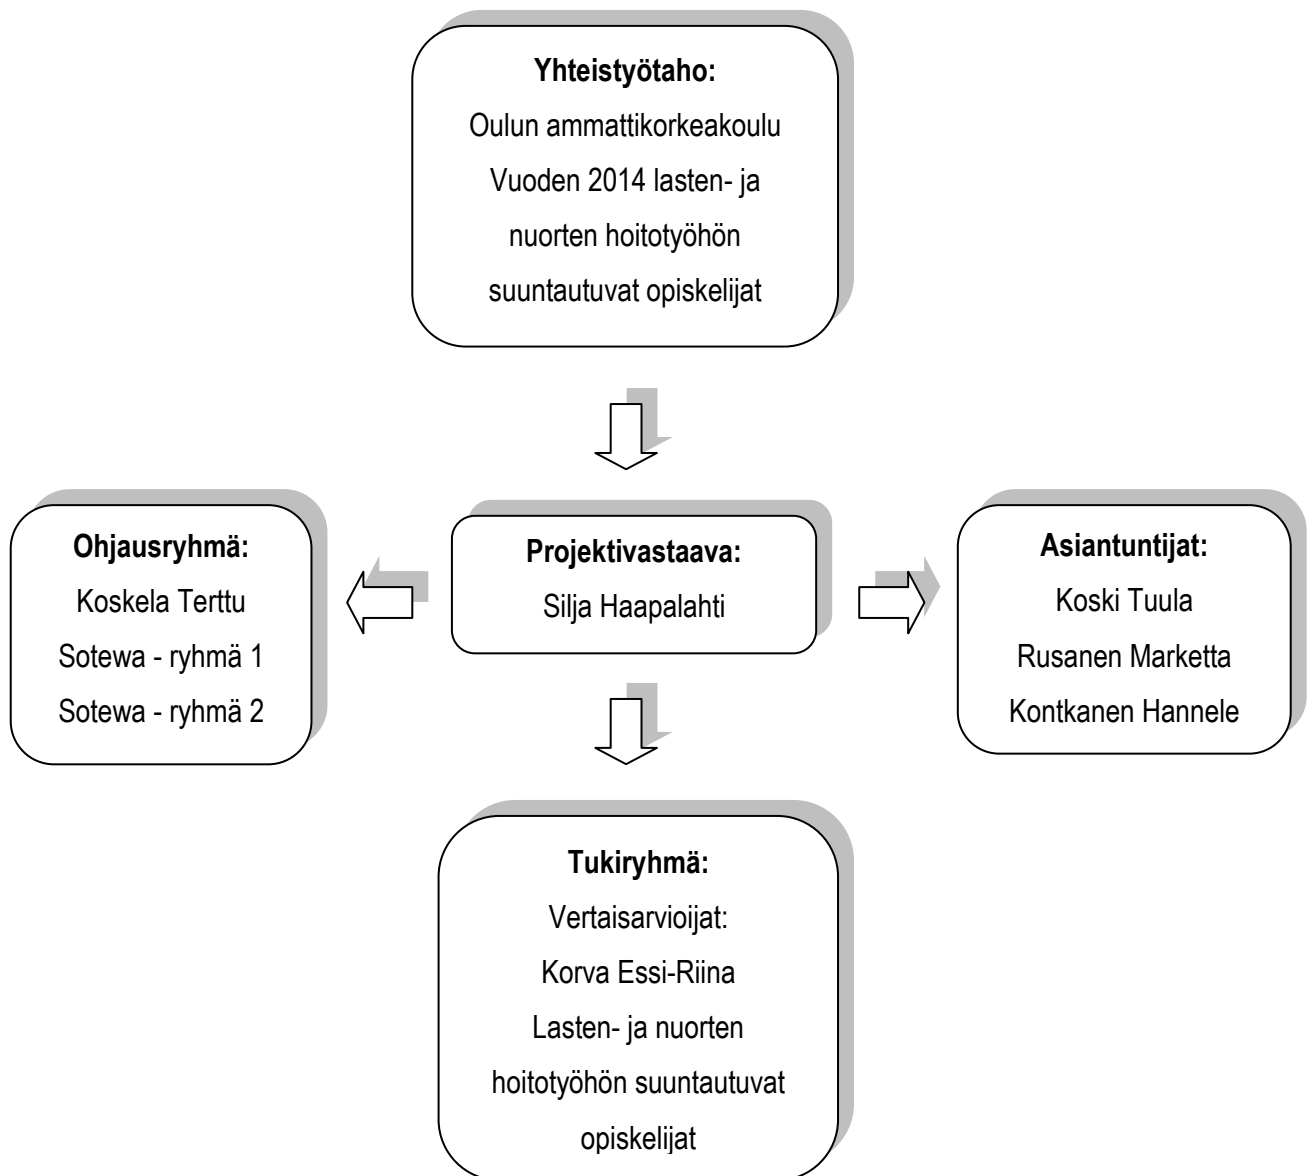 Yhteistyötaho:
Oulun ammattikorkeakoulu
Vuoden 2014 lasten- ja
nuorten hoitotyöhön
suuntautuvat opiskelijat
Ohjausryhmä:
Koskela Terttu
Sotewa - ryhmä 1
Sotewa - ryhmä 2
Projektivastaava:
Silja Haapalahti
Asiantuntijat:
Koski Tuula
Rusanen Marketta
Kontkanen Hannele
Tukiryhmä:
Vertaisarvioijat:
Korva Essi-Riina
Lasten- ja nuorten
hoitotyöhön suuntautuvat
opiskelijat